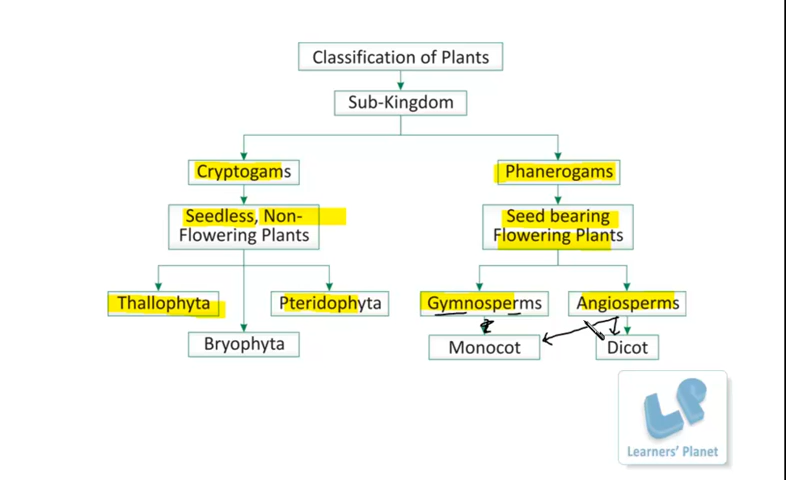 Classification of Plants
Sub-Kingdom
Cryptogams
Phanerogams
Seedless, Non-
Flowering Plants
Seed bearing
Flowering Plants
Thallophyta
Pteridophyta
Gymnosperms
Angiosperms
Bryophyta
Monocot
Dicot
LP
Learners' Planet